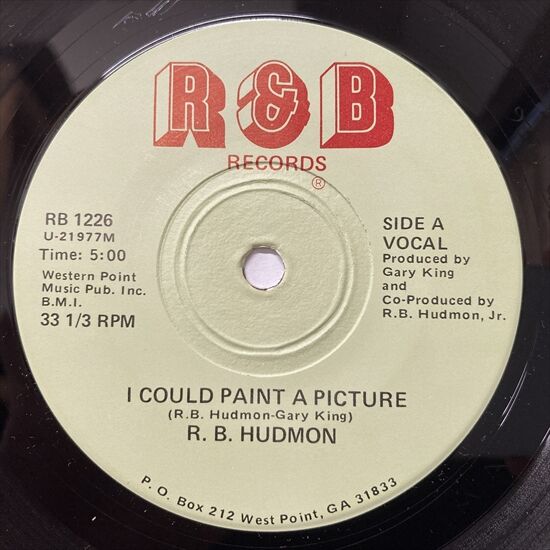 R & B
RECORDS
®
RB 1226
U-21977M
Time: 5:00
Western Point
Music Pub. Inc.
B.M.I.
33 1/3 RPM
SIDE A
VOCAL
Produced by
Gary King
and
Co-Produced by
R.B. Hudmon, Jr.
I COULD PAINT A PICTURE
(R.B. Hudmon-Gary King)
R. B. HUDMON
P. O. Box 212 West Point, GA 31833